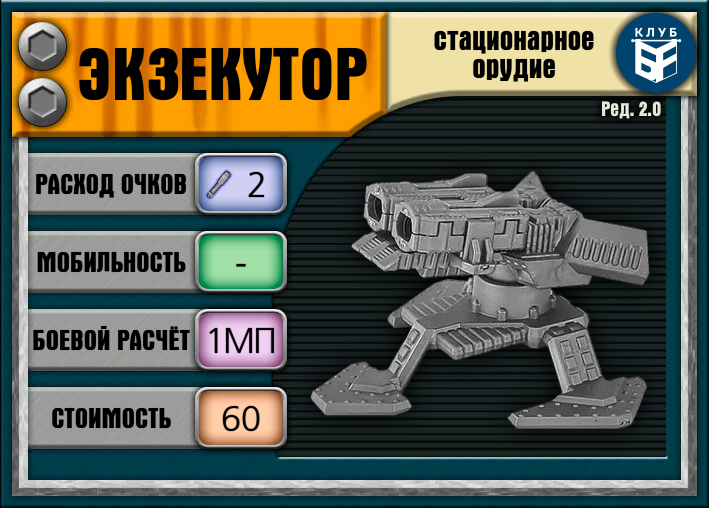 ЭКЗЕКУТОР
стационарное
орудие
КЛУБ
Ред. 2.0
РАСХОД ОЧКОВ 2
МОБИЛЬНОСТЬ -
БОЕВОЙ РАСЧЁТ 1МП
СТОИМОСТЬ 60